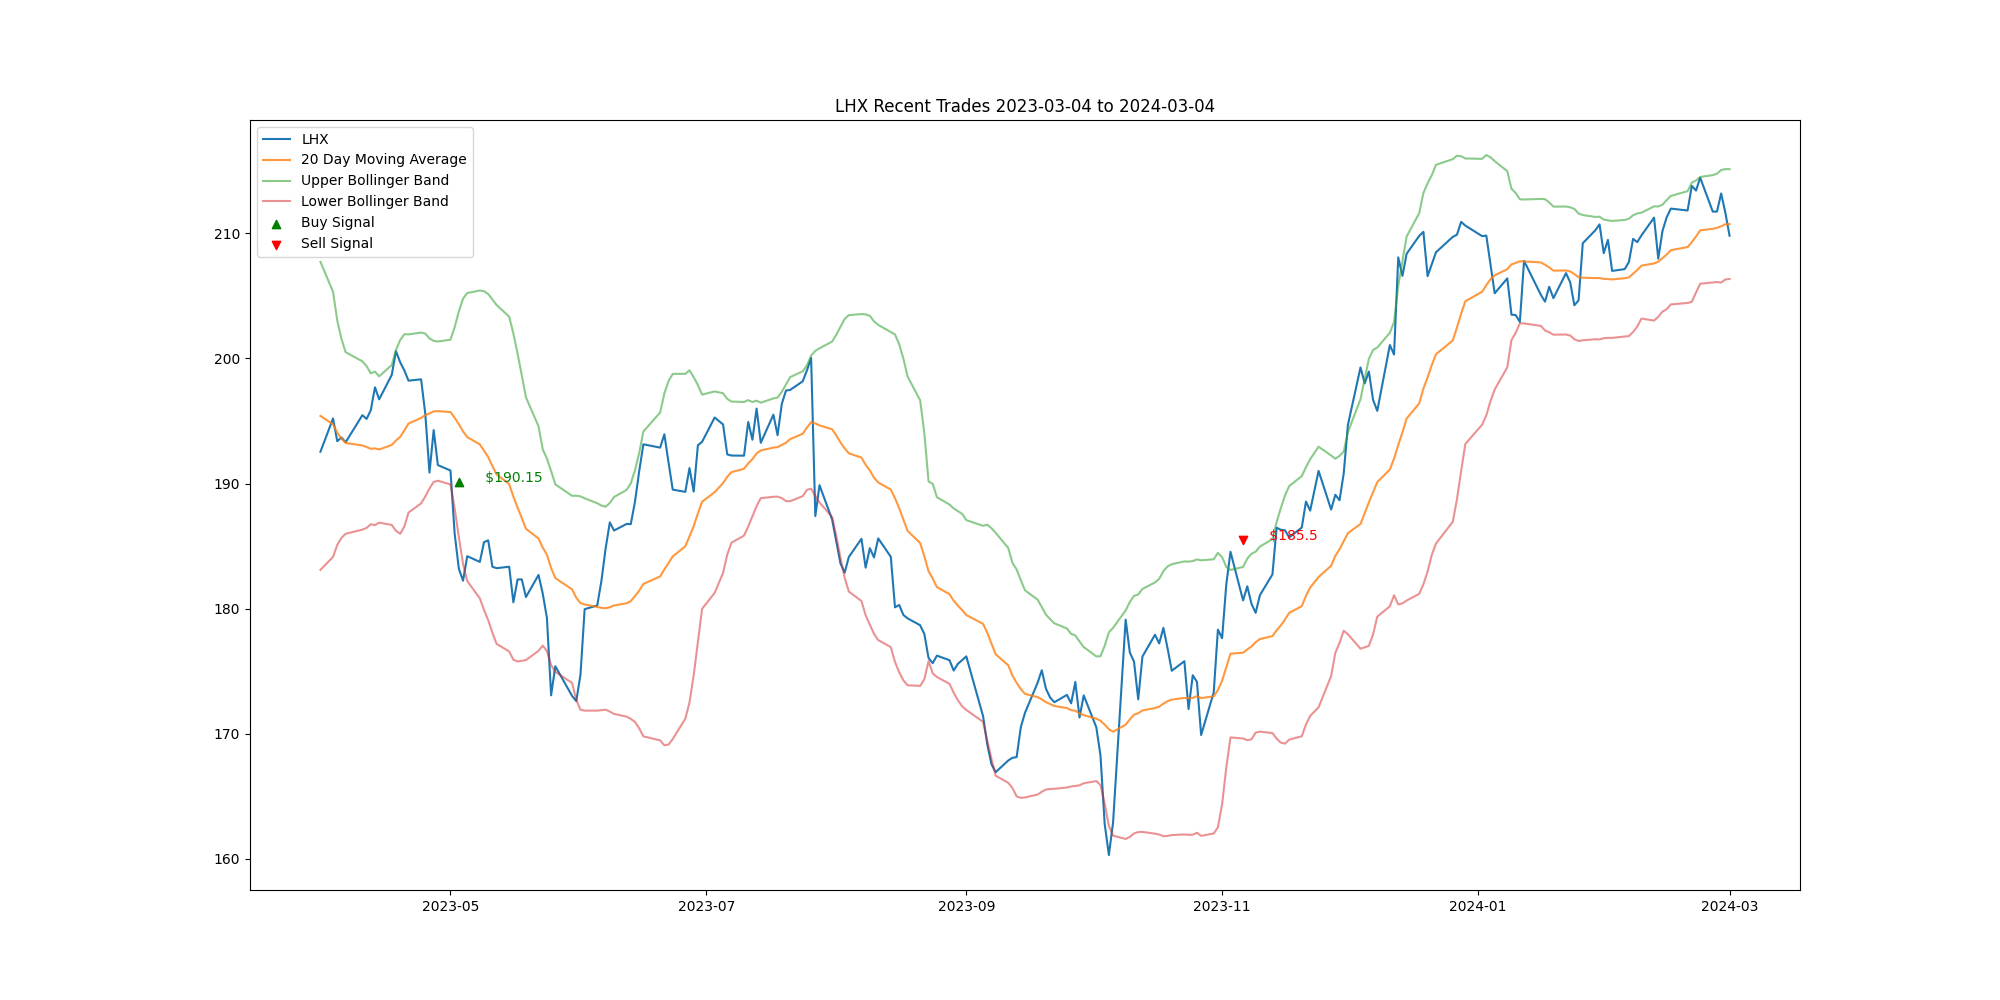 LHX Recent Trades 2023-03-04 to 2024-03-04
LHX
20 Day Moving Average
Upper Bollinger Band
Lower Bollinger Band
Buy Signal
Sell Signal
210
200
190
180
170
160
$190.15
$185.5
2023-05
2023-07
2023-09
2023-11
2024-01
2024-03